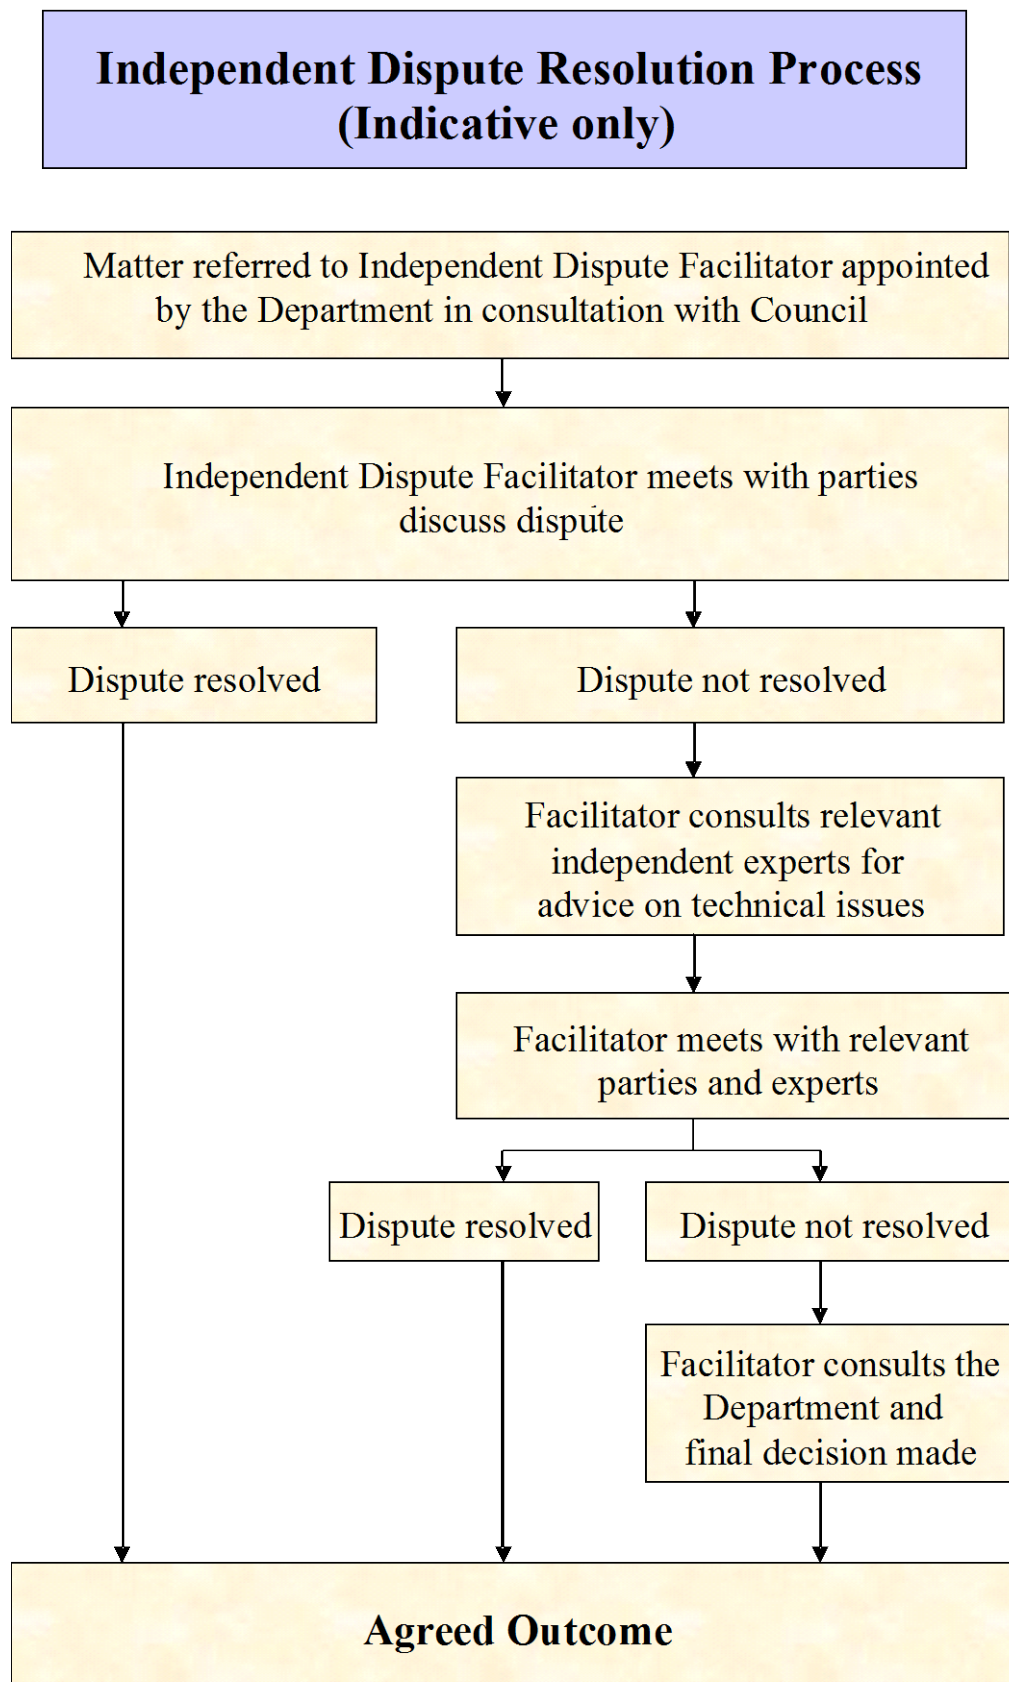 Independent Dispute Resolution Process
(Indicative only)
Matter referred to Independent Dispute Facilitator appointed
by the Department in consultation with Council
Independent Dispute Facilitator meets with parties
discuss dispute
Dispute resolved
Dispute not resolved
Facilitator consults relevant
independent experts for
advice on technical issues
Facilitator meets with relevant
parties and experts
Dispute resolved
Dispute not resolved
Facilitator consults the
Department and
final decision made
Agreed Outcome